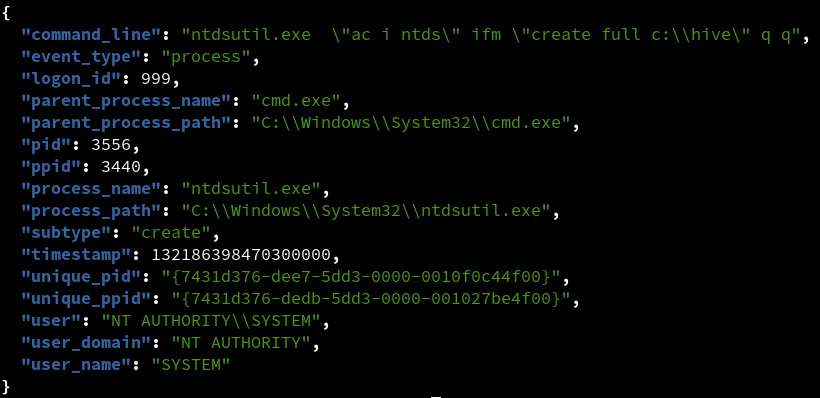 {
"command_line": "ntdsutil.exe  \"ac i ntds\" ifm \"create full c:\\hive\" q q",
"event_type": "process",
"logon_id": 999,
"parent_process_name": "cmd.exe",
"parent_process_path": "C:\\Windows\\System32\\cmd.exe",
"pid": 3556,
"ppid": 3440,
"process_name": "ntdsutil.exe",
"process_path": "C:\\Windows\\System32\\ntdsutil.exe",
"subtype": "create",
"timestamp": 132186398470300000,
"unique_pid": "{7431d376-dee7-5dd3-0000-0010f0c44f00}",
"unique_ppid": "{7431d376-dedb-5dd3-0000-001027be4f00}",
"user": "NT AUTHORITY\\SYSTEM",
"user_domain": "NT AUTHORITY",
"user_name": "SYSTEM"
}